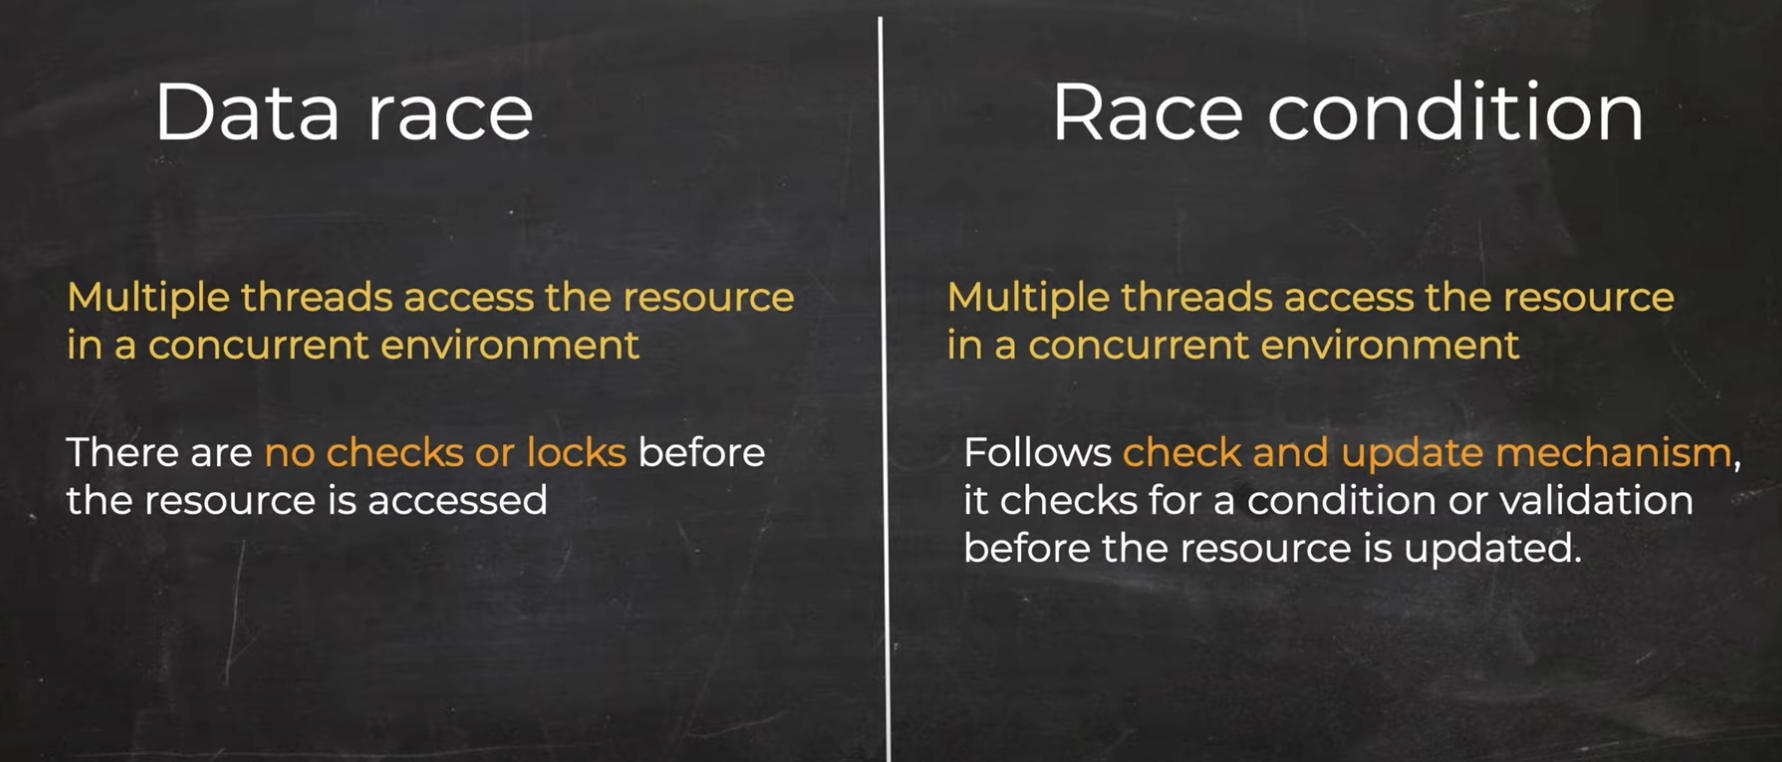 Data race
Multiple threads access the resource
in a concurrent environment
There are no checks or locks before
the resource is accessed
Race condition
Multiple threads access the resource
in a concurrent environment
Follows check and update mechanism,
it checks for a condition or validation
before the resource is updated.